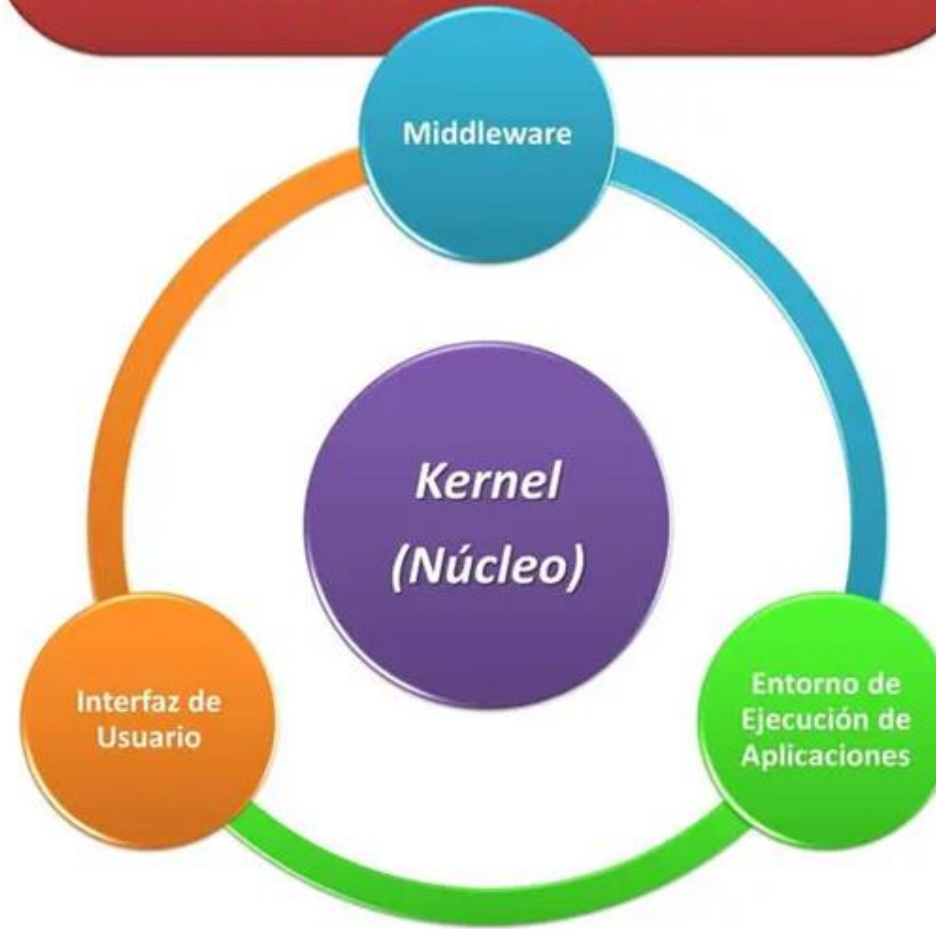 Middleware
Kernel
(Núcleo)
Interfaz de
Usuario
Entorno de
Ejecución de
Aplicaciones